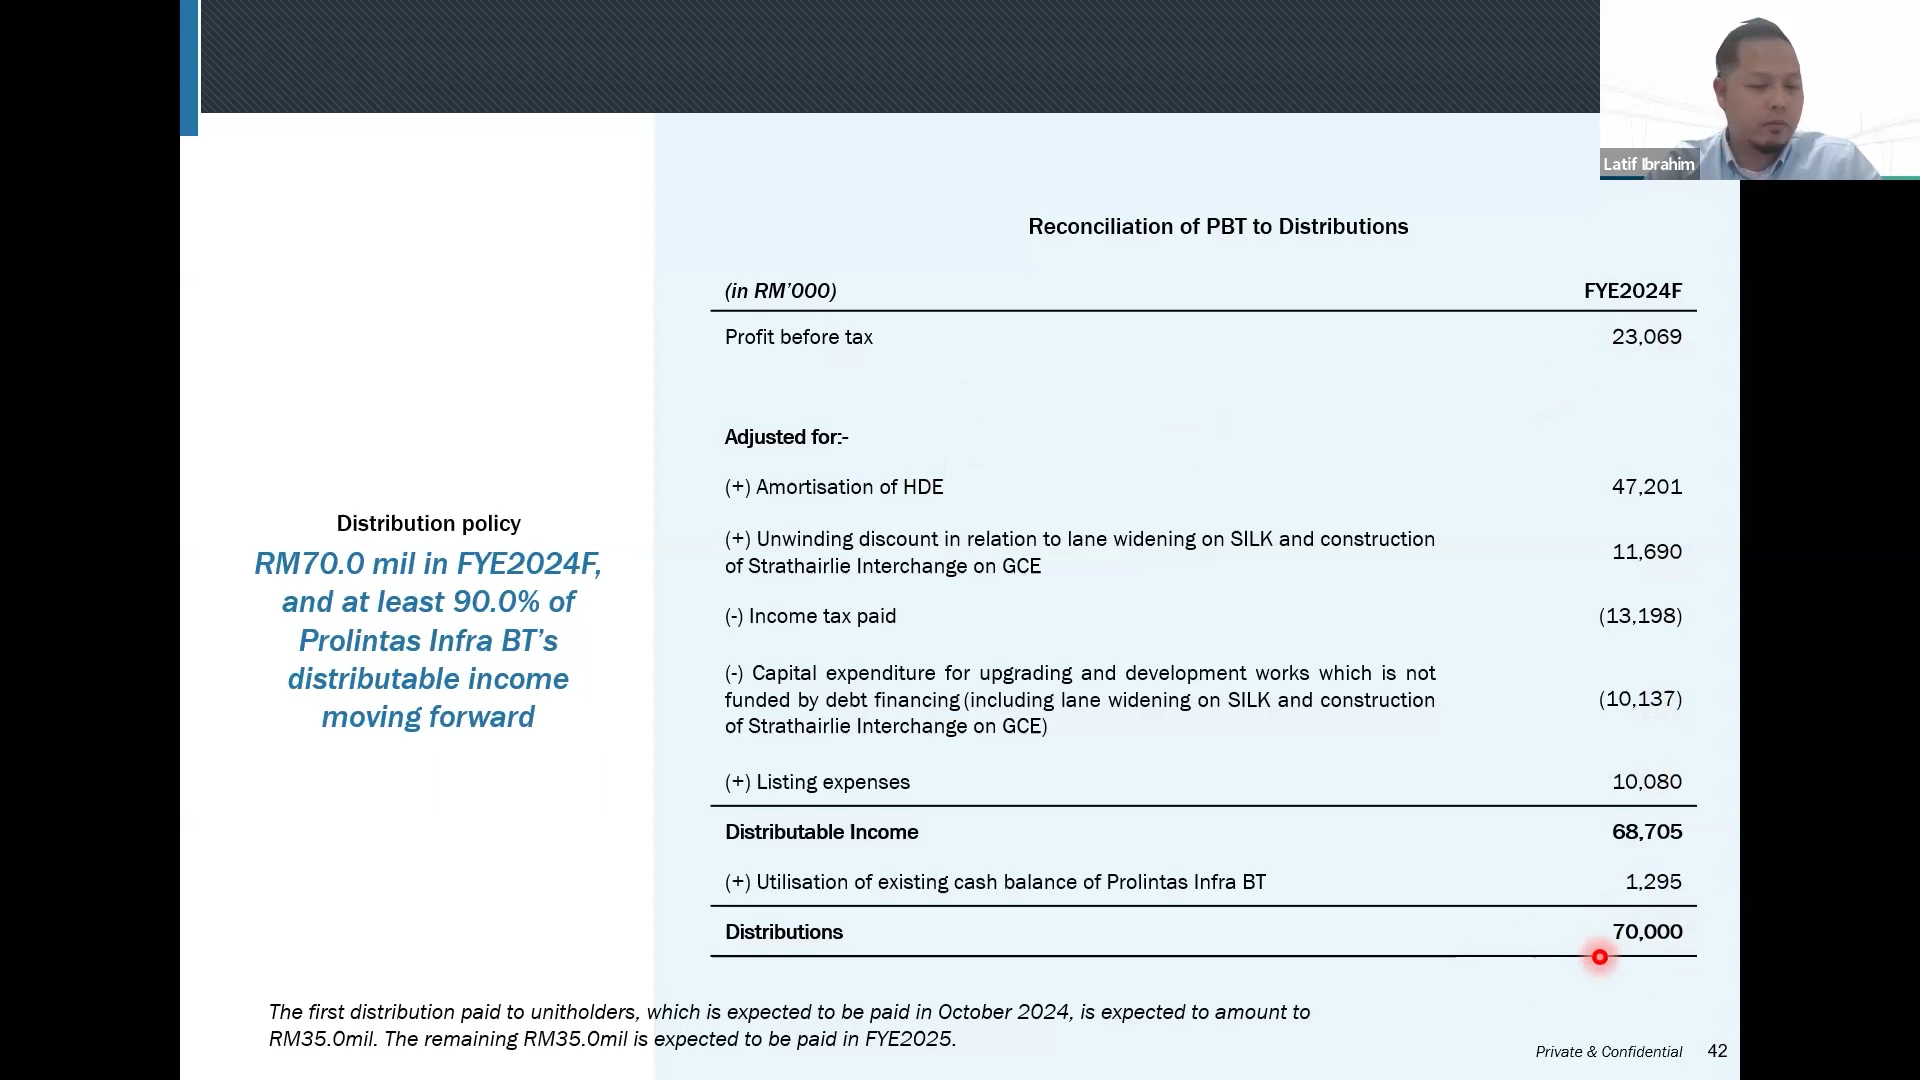 Latif Ibrahim
Reconciliation of PBT to Distributions
(in RM'000) FYE2024F
Profit before tax 23,069
Adjusted for:-
(+) Amortisation of HDE 47,201
(+) Unwinding discount in relation to lane widening on SILK and construction
of Strathairlie Interchange on GCE 11,690
(-) Income tax paid (13,198)
(-) Capital expenditure for upgrading and development works which is not
funded by debt financing (including lane widening on SILK and construction (10,137)
of Strathairlie Interchange on GCE)
(+) Listing expenses 10,080
Distributable Income 68,705
(+) Utilisation of existing cash balance of Prolintas Infra BT 1,295
Distributions 70,000
Distribution policy
RM70.0 mil in FYE2024F,
and at least 90.0% of
Prolintas Infra BT's
distributable income
moving forward
The first distribution paid to unitholders, which is expected to be paid in October 2024, is expected to amount to
RM35.0mil. The remaining RM35.0mil is expected to be paid in FYE2025.
Private & Confidential 42